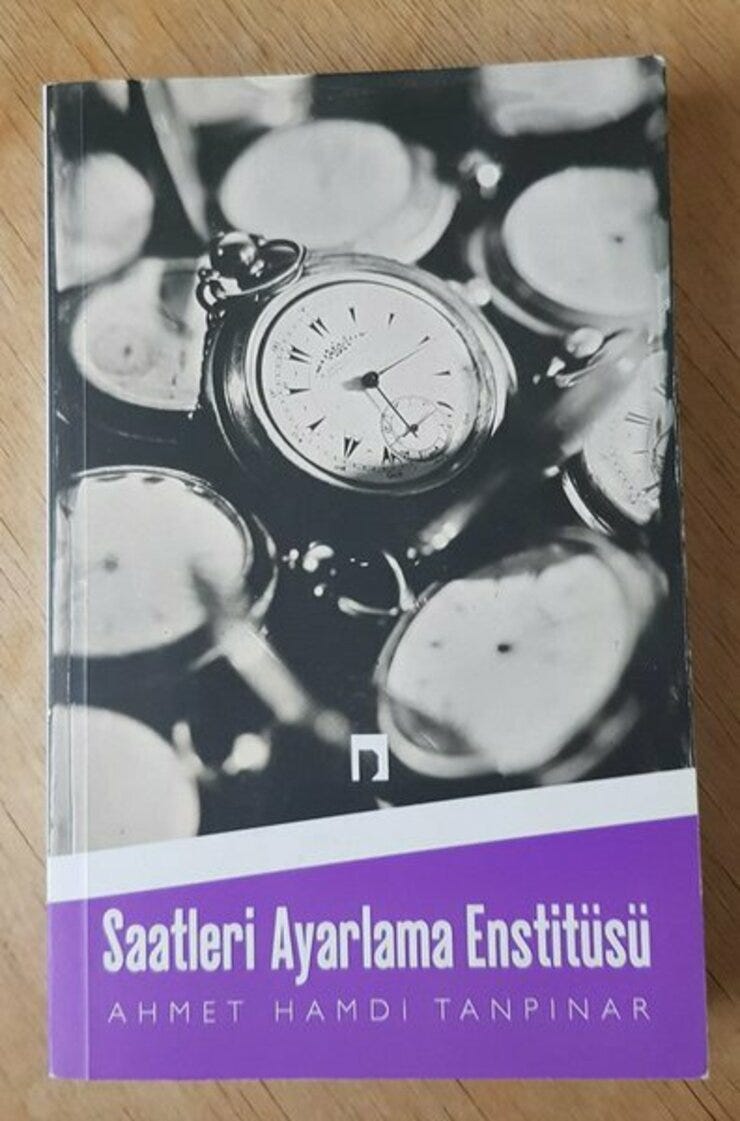 Saatleri Ayarlama Enstitüsü
AHMET HAMDİ TANPINAR